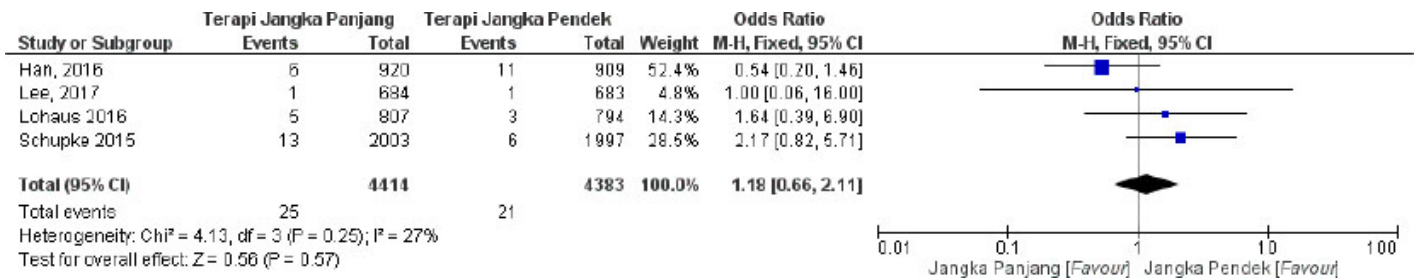 Terapi Jangka Panjang Terapi Jangka Pendek Odds Ratio Odds Ratio
Study or Subgroup Events Total Events Total Weight M-H, Fixed, 95% CI M-H, Fixed, 95% CI
Han, 2016 6 920 11 909 52.4% 0.54 [0.20, 1.46]
Lee, 2017 1 684 1 683 4.8% 1.00 [0.06, 16.00]
Lohaus 2016 5 807 3 794 14.3% 1.64 [0.39, 6.90]
Schupke 2015 13 2003 6 1997 28.5% 2.17 [0.82, 5.71]
Total (95% CI) 4414 4383 100.0% 1.18 [0.66, 2.11]
Total events 25 21
Heterogeneity: Chi² = 4.13, df = 3 (P = 0.25); I² = 27%
Test for overall effect: Z = 0.56 (P = 0.57)
0.01 0.1 1 10 100
Jangka Panjang [Favour] Jangka Pendek [Favour]